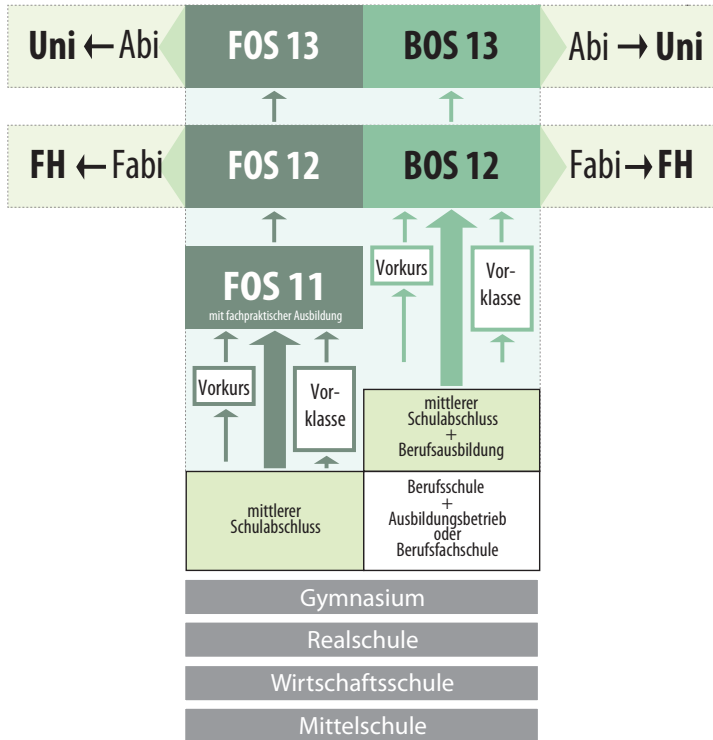 Uni ← Abi FOS 13 BOS 13 Abi → Uni
FH ← Fabi FOS 12 BOS 12 Fabi → FH
FOS 11
mit fachpraktischer Ausbildung
Vorkurs
Vor-
klasse
Vorkurs
Vor-
klasse
mittlerer
Schulabschluss
+
Berufsausbildung
mittlerer
Schulabschluss
Berufsschule
+
Ausbildungsbetrieb
oder
Berufsfachschule
Gymnasium
Realschule
Wirtschaftsschule
Mittelschule